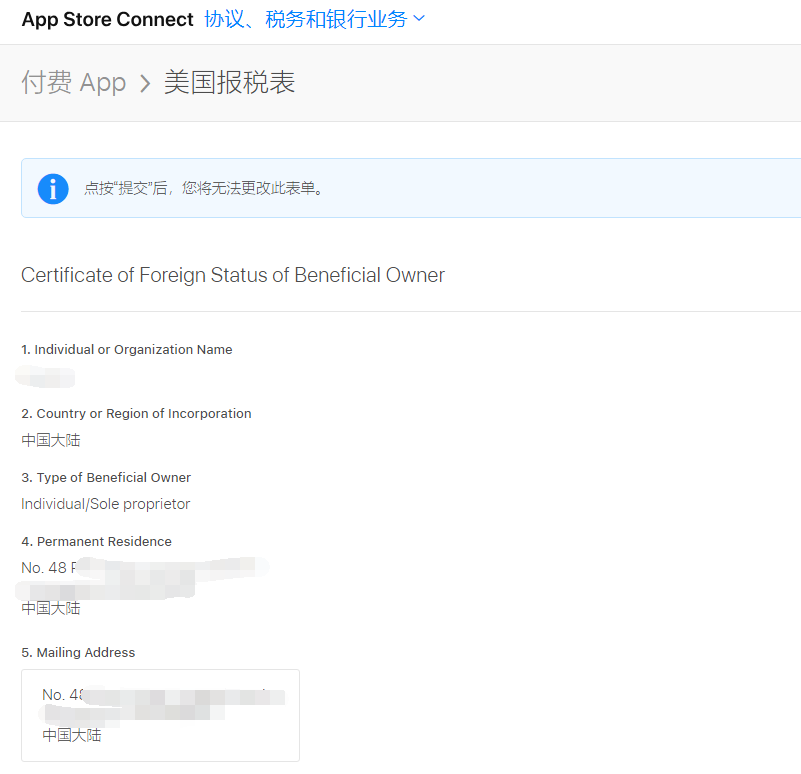 App Store Connect 协议、税务和银行业务
付费 App > 美国报税表
点按“提交”后，您将无法更改此表单。
Certificate of Foreign Status of Beneficial Owner
1. Individual or Organization Name
2. Country or Region of Incorporation
中国大陆
3. Type of Beneficial Owner
Individual/Sole proprietor
4. Permanent Residence
No. 48
中国大陆
5. Mailing Address
No. 48
中国大陆